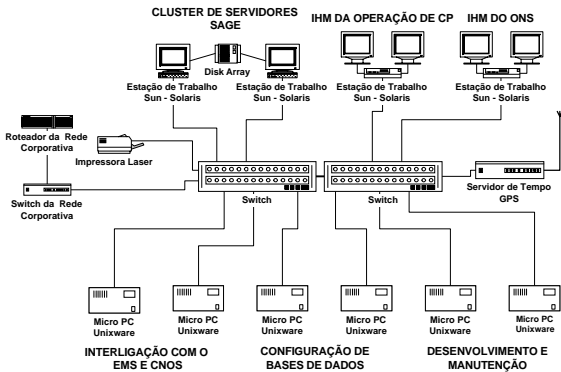 CLUSTER DE SERVIDORES
SAGE
IHM DA OPERAÇÃO DE CP
IHM DO ONS
Disk Array
Estação de Trabalho
Sun - Solaris
Estação de Trabalho
Sun - Solaris
Estação de Trabalho
Sun - Solaris
Estação de Trabalho
Sun - Solaris
Roteador da Rede
Corporativa
Impressora Laser
Switch da Rede
Corporativa
Switch
Switch
Servidor de Tempo
GPS
Micro PC
Unixware
Micro PC
Unixware
Micro PC
Unixware
Micro PC
Unixware
Micro PC
Unixware
Micro PC
Unixware
INTERLIGAÇÃO COM O
EMS E CNOS
CONFIGURAÇÃO DE
BASES DE DADOS
DESENVOLVIMENTO E
MANUTENÇÃO